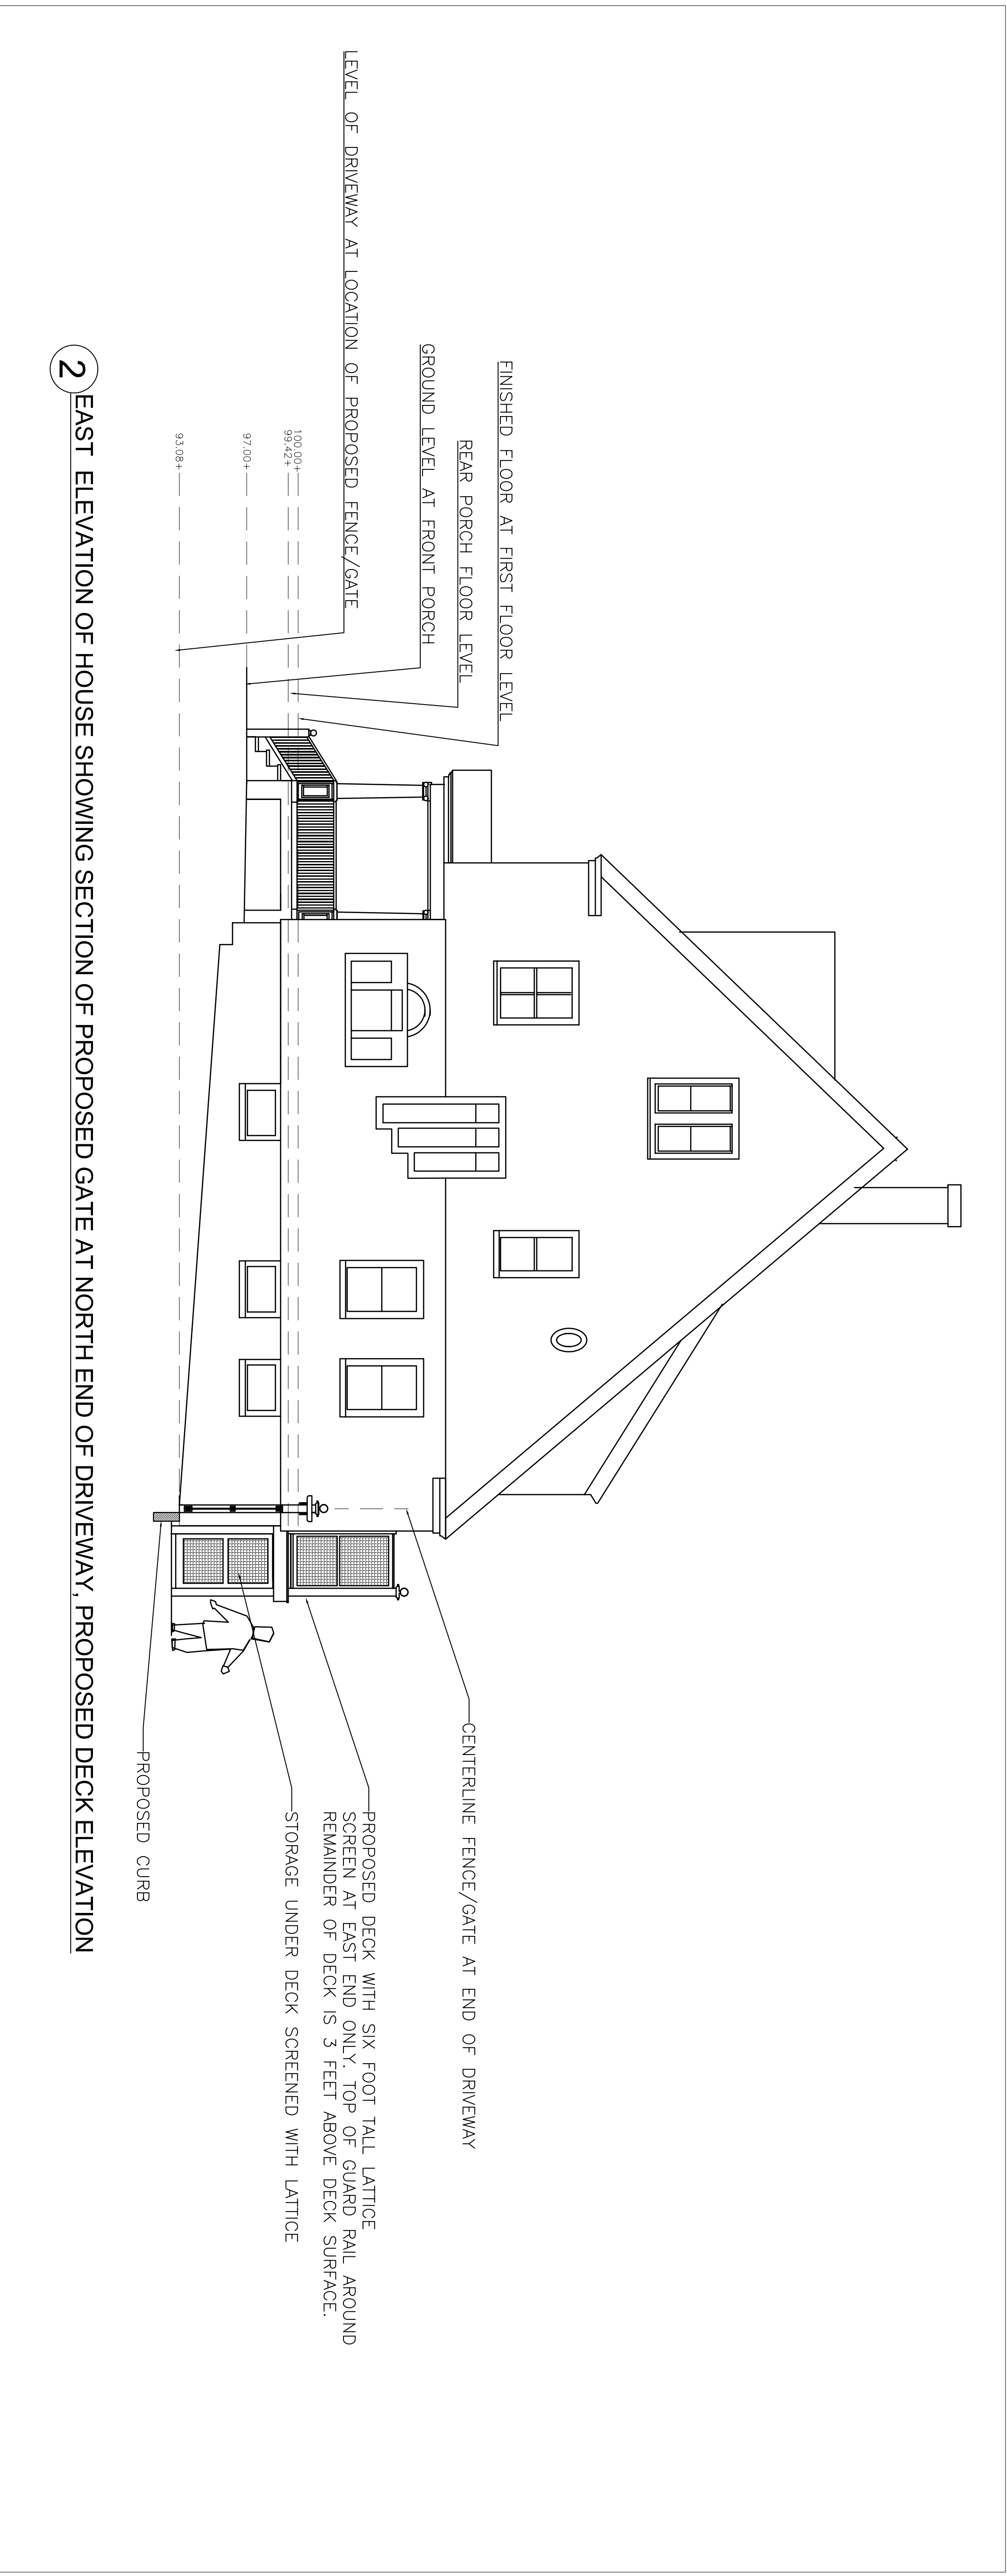 FINISHED FLOOR AT FIRST FLOOR LEVEL
REAR PORCH FLOOR LEVEL
GROUND LEVEL AT FRONT PORCH
LEVEL OF DRIVEWAY AT LOCATION OF PROPOSED FENCE/GATE
100.00+
99.42+
97.00+
93.08+
CENTERLINE FENCE/GATE AT END OF DRIVEWAY
PROPOSED DECK WITH SIX FOOT TALL LATTICE
SCREEN AT EAST END ONLY. TOP OF GUARD RAIL AROUND
REMAINDER OF DECK IS 3 FEET ABOVE DECK SURFACE.
STORAGE UNDER DECK SCREENED WITH LATTICE
PROPOSED CURB
2 EAST ELEVATION OF HOUSE SHOWING SECTION OF PROPOSED GATE AT NORTH END OF DRIVEWAY, PROPOSED DECK ELEVATION